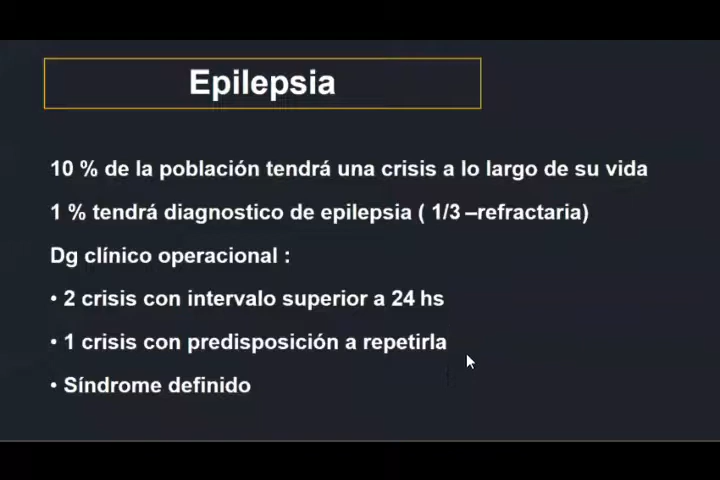 Epilepsia
10 % de la población tendrá una crisis a lo largo de su vida
1 % tendrá diagnostico de epilepsia ( 1/3 –refractaria)
Dg clínico operacional :
• 2 crisis con intervalo superior a 24 hs
• 1 crisis con predisposición a repetirla
• Síndrome definido